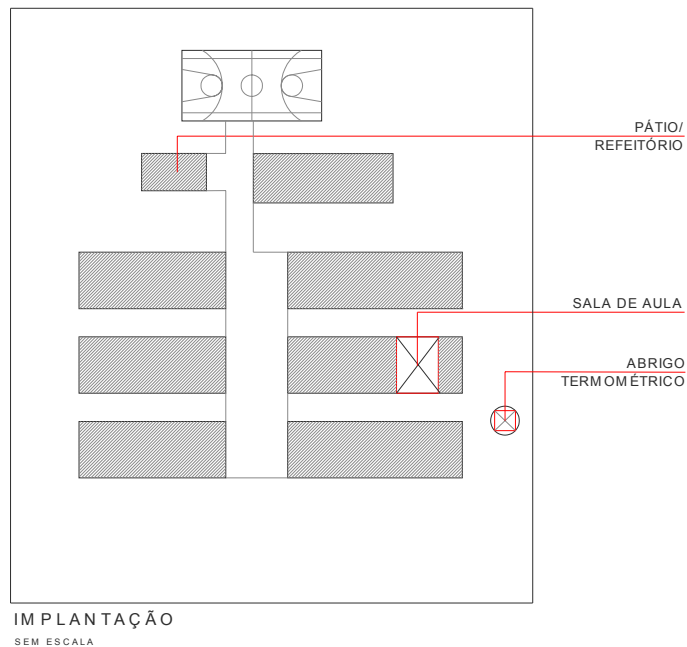 PÁTIO/
REFEITÓRIO
SALA DE AULA
ABRIGO
TERMOMÉTRICO
IMPLANTAÇÃO
SEM ESCALA